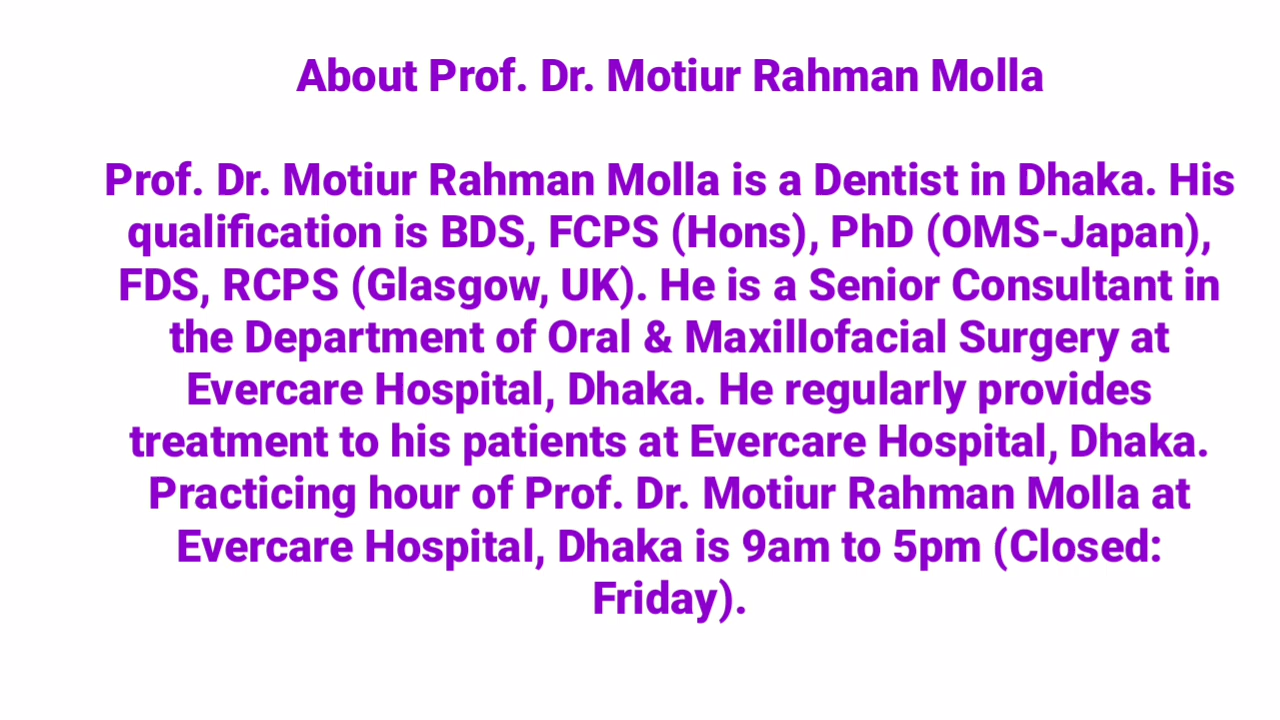 About Prof. Dr. Motiur Rahman Molla
Prof. Dr. Motiur Rahman Molla is a Dentist in Dhaka. His
qualification is BDS, FCPS (Hons), PhD (OMS-Japan),
FDS, RCPS (Glasgow, UK). He is a Senior Consultant in
the Department of Oral & Maxillofacial Surgery at
Evercare Hospital, Dhaka. He regularly provides
treatment to his patients at Evercare Hospital, Dhaka.
Practicing hour of Prof. Dr. Motiur Rahman Molla at
Evercare Hospital, Dhaka is 9am to 5pm (Closed:
Friday).